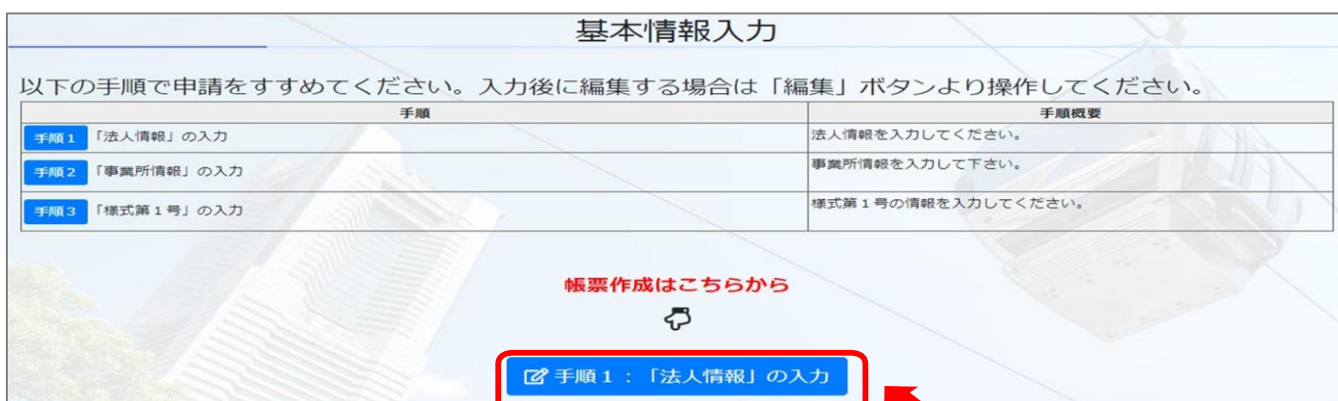 基本情報入力
以下の手順で申請をすすめてください。入力後に編集する場合は「編集」ボタンより操作してください。
手順 手順概要
手順1 「法人情報」の入力 法人情報を入力してください。
手順2 「事業所情報」の入力 事業所情報を入力して下さい。
手順3 「様式第1号」の入力 様式第1号の情報を入力してください。
帳票作成はこちらから
手順1：「法人情報」の入力